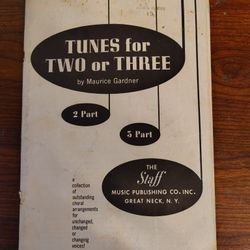 TUNES for
TWO or THREE
by Maurice Gardner
2 Part
3 Part
THE
Staff
MUSIC PUBLISHING CO. INC.
GREAT NECK, N. Y.
a
collection
of
outstanding
choral
arrangements
for
unchanged,
changed
or
changing
voices!